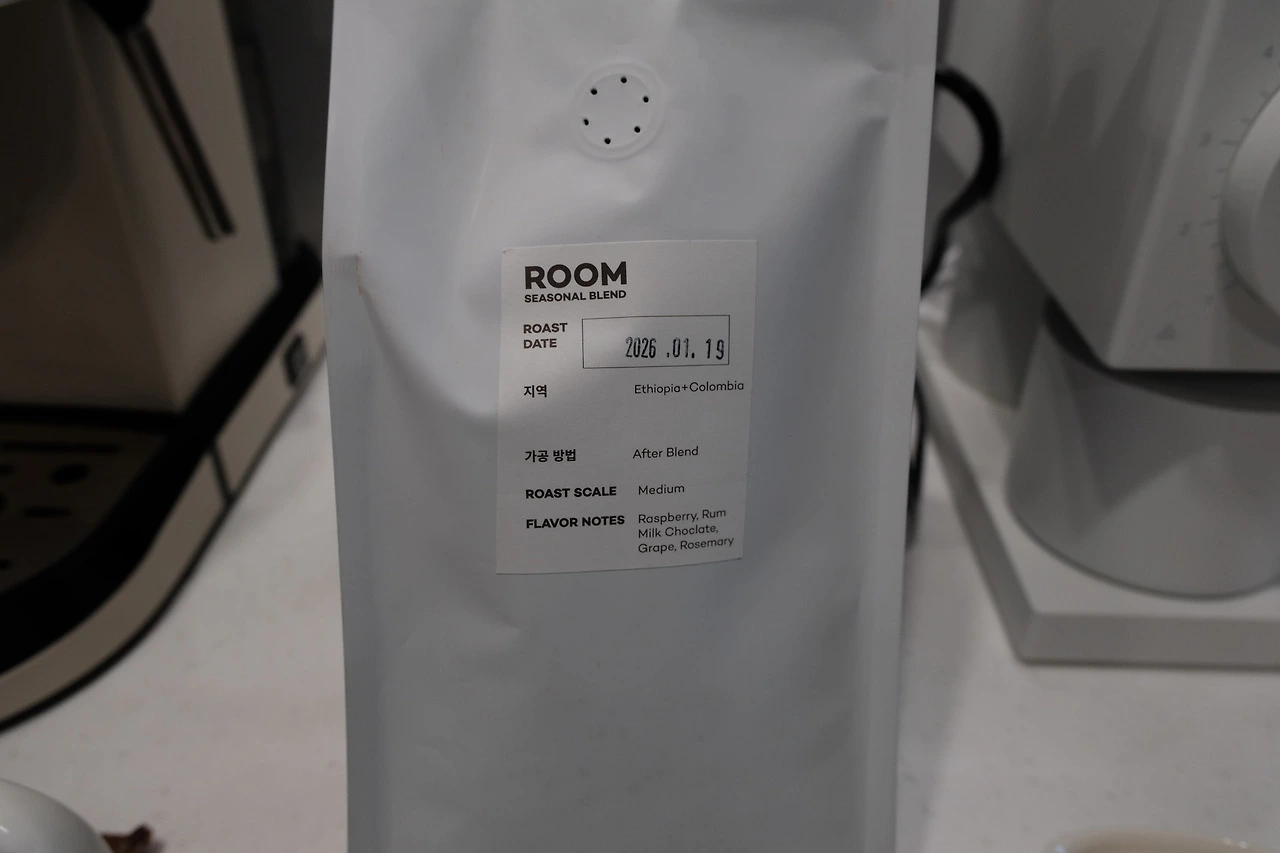 ROOM
SEASONAL BLEND
ROAST
DATE
2026 .01. 19
지역 Ethiopia+Colombia
가공 방법 After Blend
ROAST SCALE Medium
FLAVOR NOTES Raspberry, Rum
Milk Choclate,
Grape, Rosemary